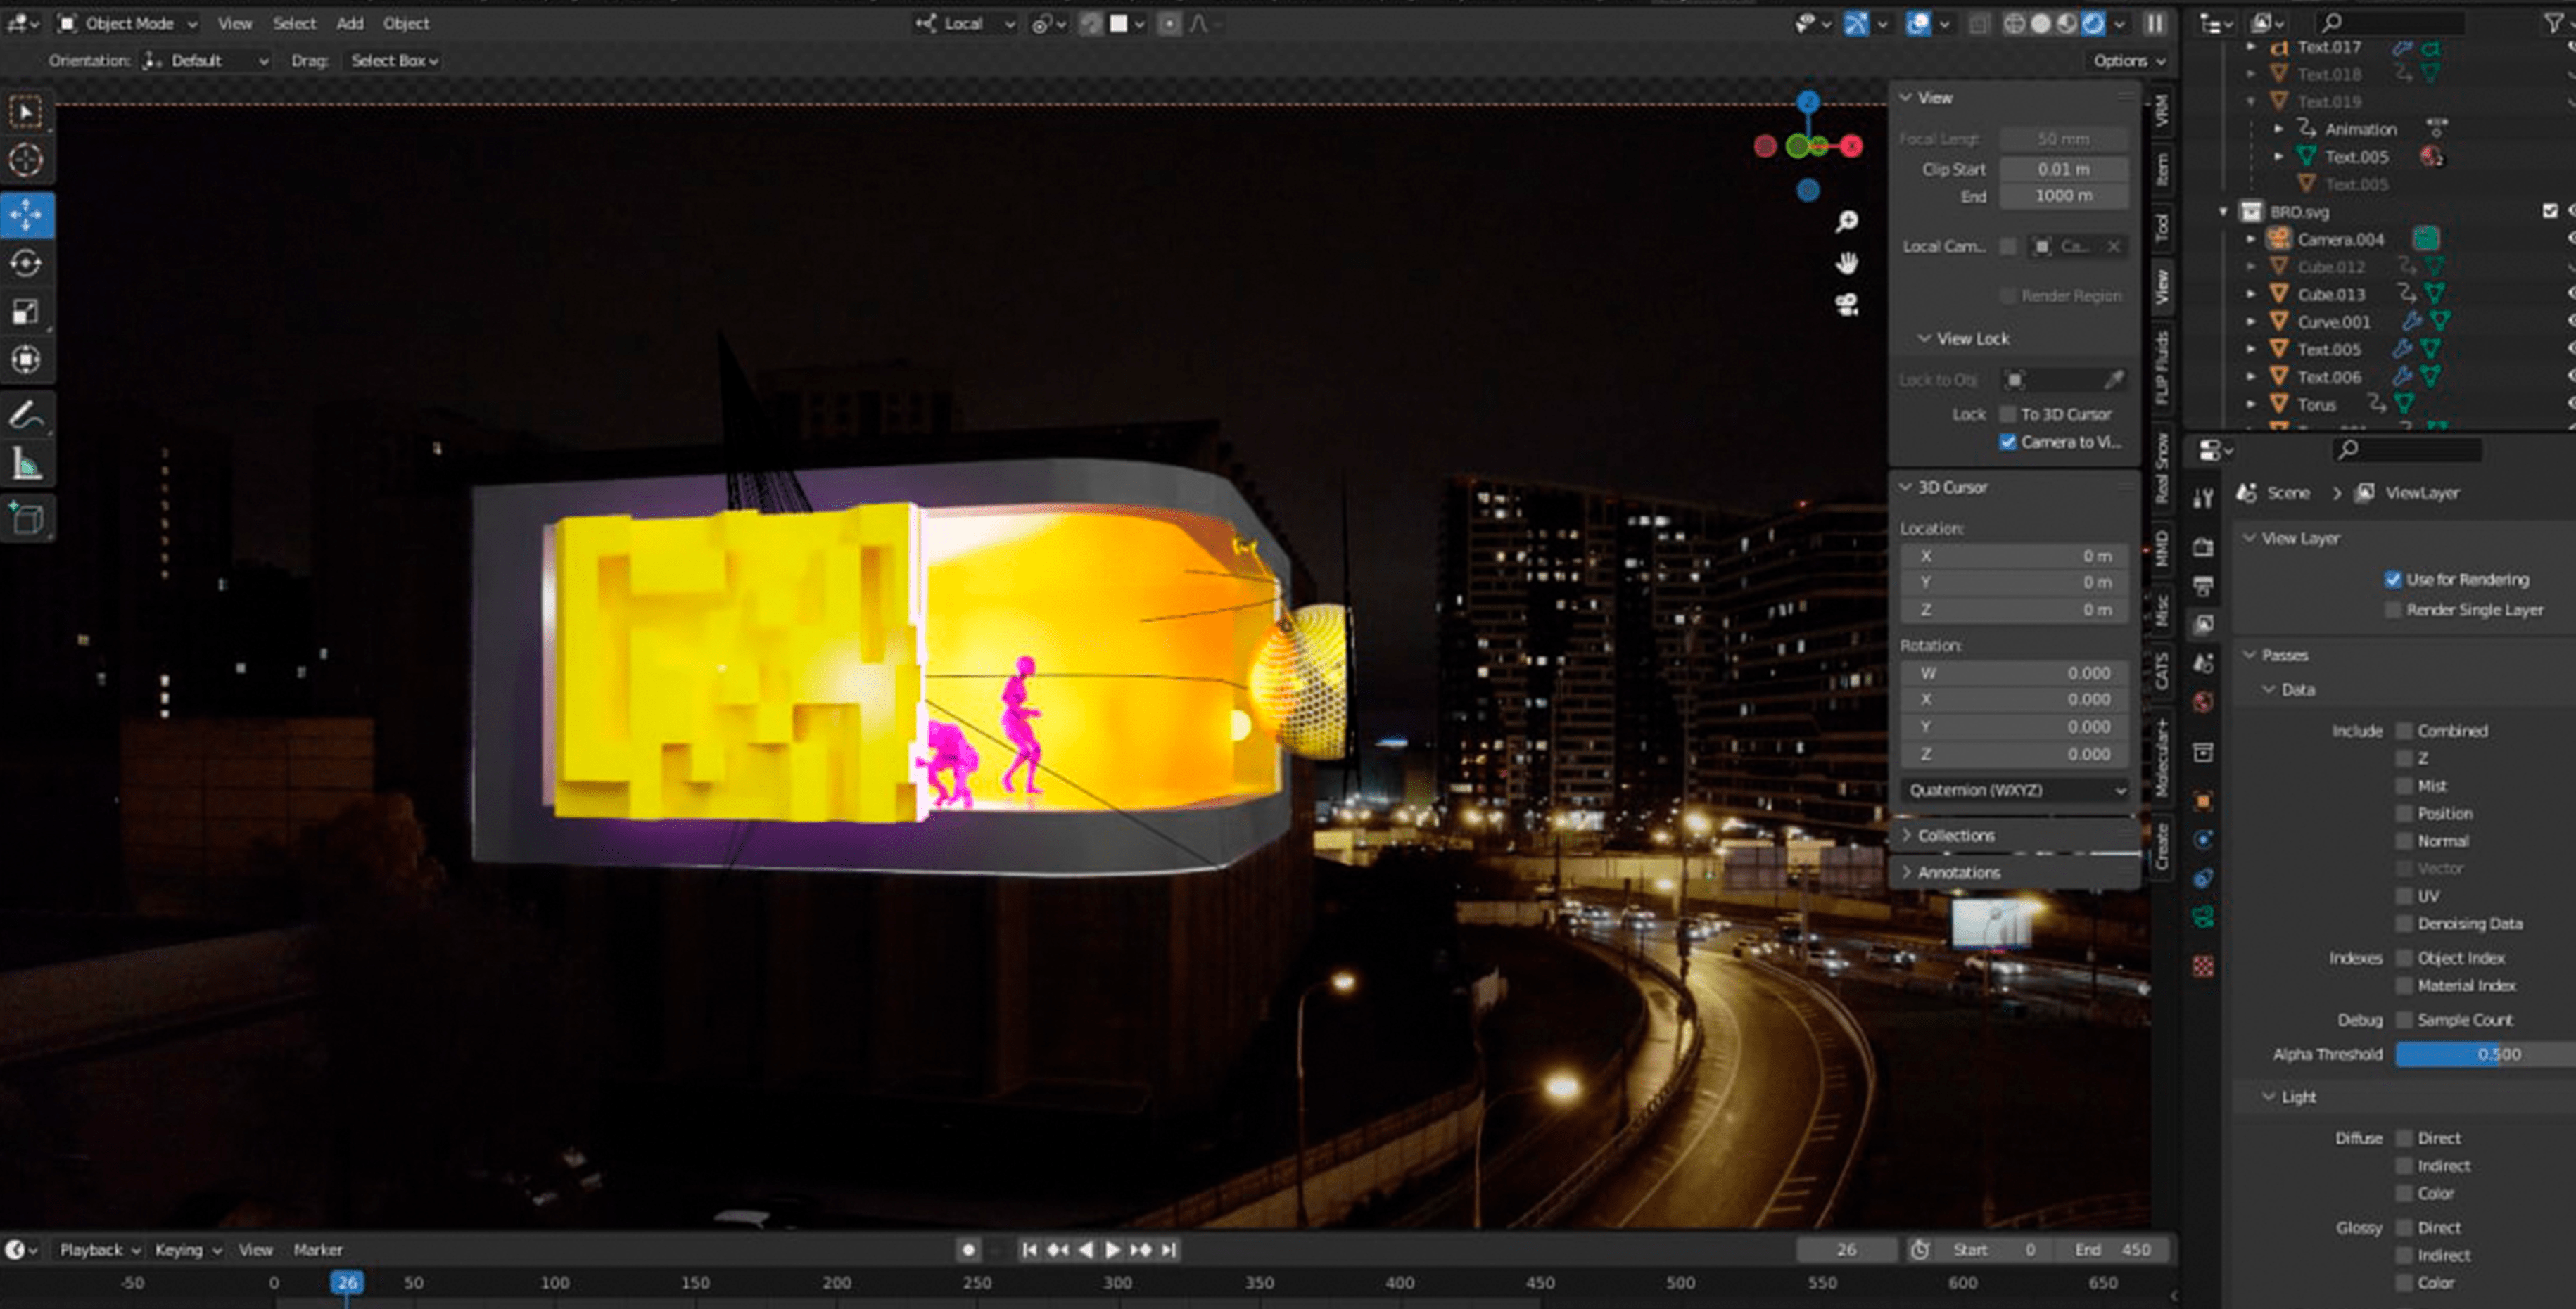 Object Mode View Select Add Object Local
Orientation: Default Drag: Select Box Options
View
Focal Lengt 50 mm
Clip Start 0.01 m
End 1000 m
Local Cam... Ca...
Render Region
View Lock
Lock to Obj
Lock To 3D Cursor
Camera to Vi...
3D Cursor
Location:
X 0 m
Y 0 m
Z 0 m
Rotation:
W 0.000
X 0.000
Y 0.000
Z 0.000
Quaternion (WXYZ)
Collections
Annotations
Z
X
VRM
Item
Tool
View
FLIP Fluids
Real Snow
MMD
Misc
CATS
Molecular+
Create
Text.017
Text.018
Text.019
Animation
Text.005 2
Text.005
BRO.svg
Camera.004
Cube.012
Cube.013
Curve.001
Text.005
Text.006
Torus
Scene > ViewLayer
View Layer
Use for Rendering
Render Single Layer
Passes
Data
Include Combined
Z
Mist
Position
Normal
Vector
UV
Denoising Data
Indexes Object Index
Material Index
Debug Sample Count
Alpha Threshold 0.500
Light
Diffuse Direct
Indirect
Color
Glossy Direct
Indirect
Color
Playback Keying View Marker 26 Start 0 End 450
-50 0 26 50 100 150 200 250 300 350 400 450 500 550 600 650